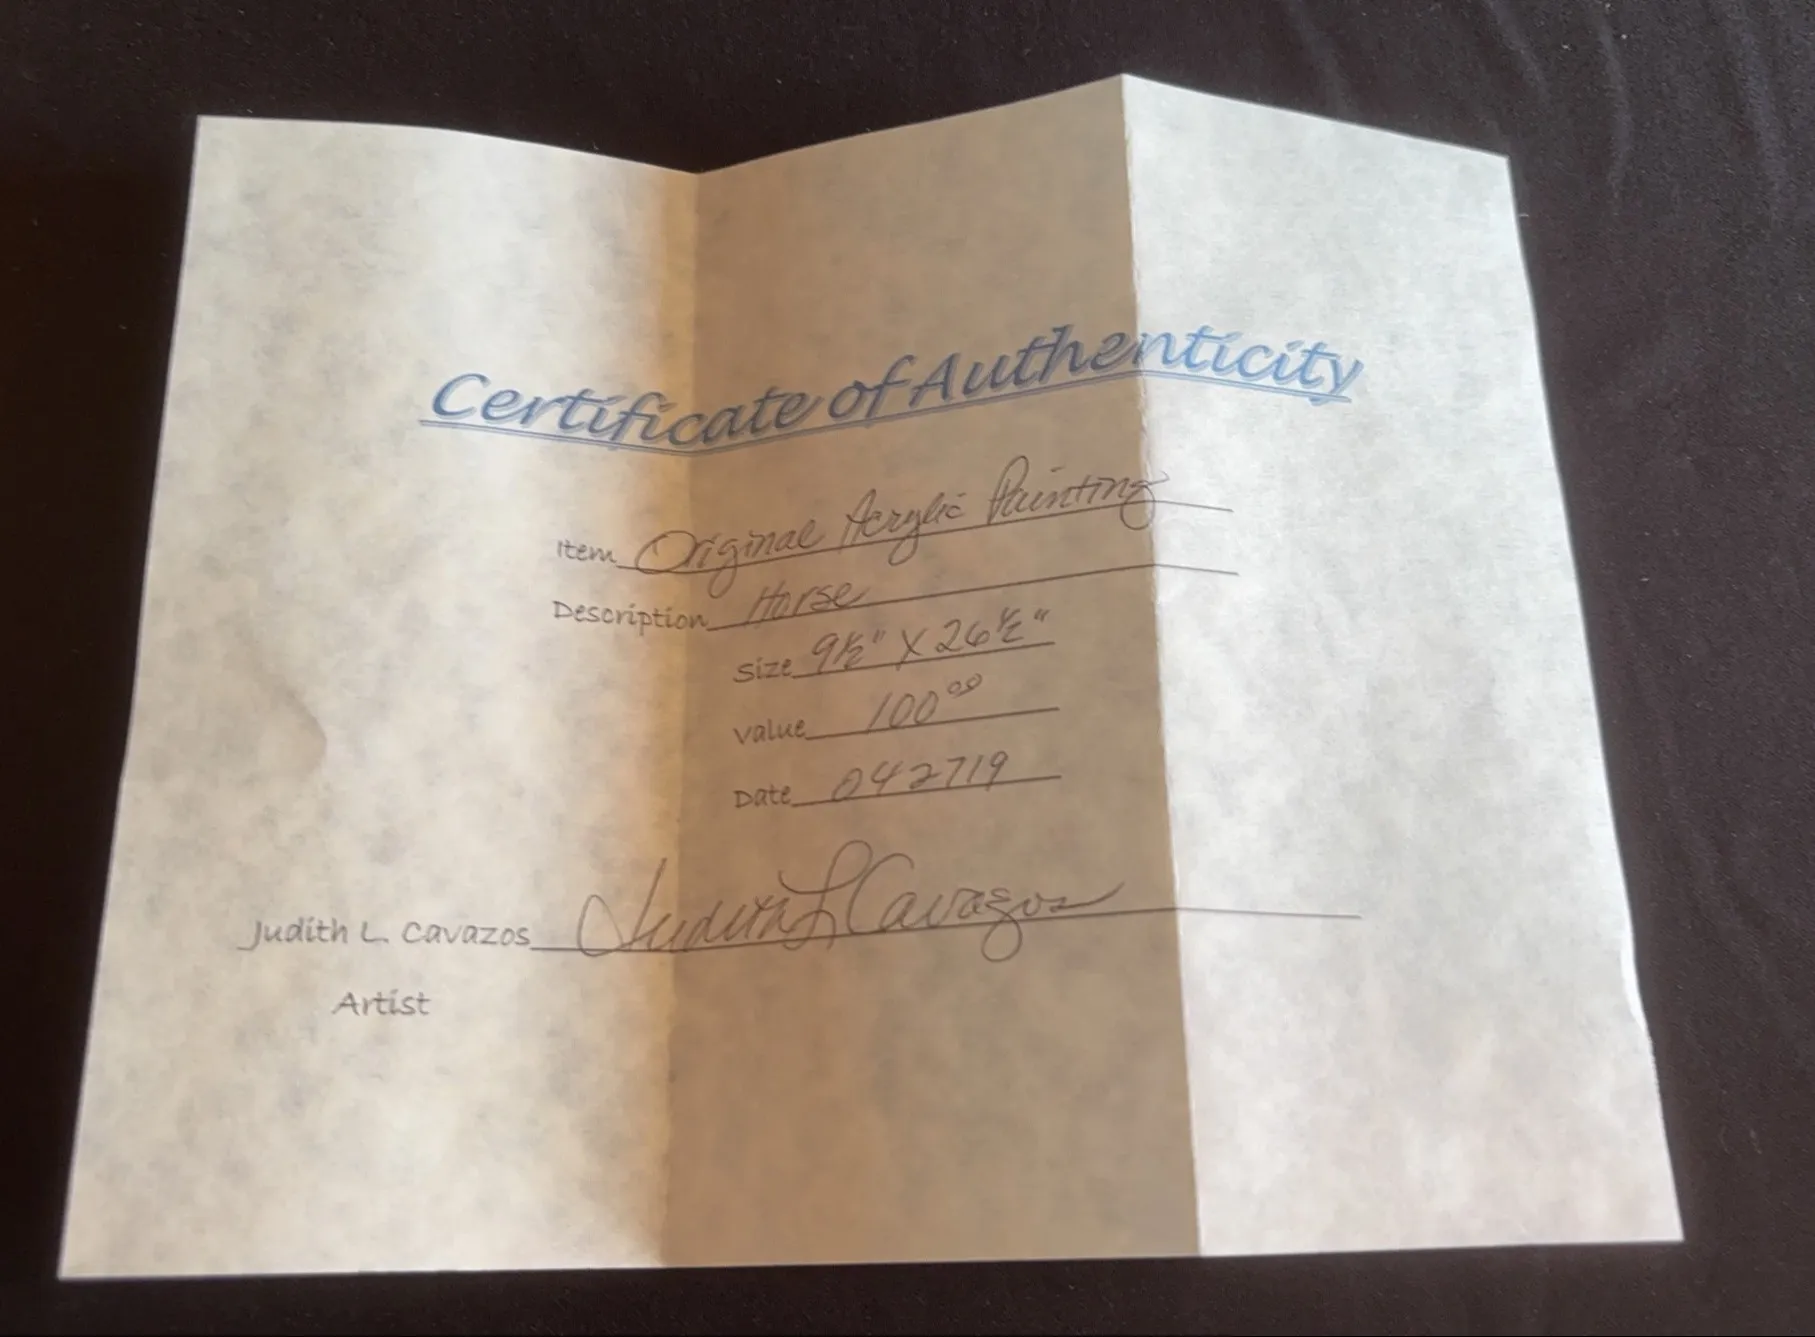 Certificate of Authenticity
Item Original Acrylic Painting
Description Horse
Size 9½" X 26½"
Value 100⁰⁰
Date 042719
Judith L. Cavazos Judith L Cavazos
Artist